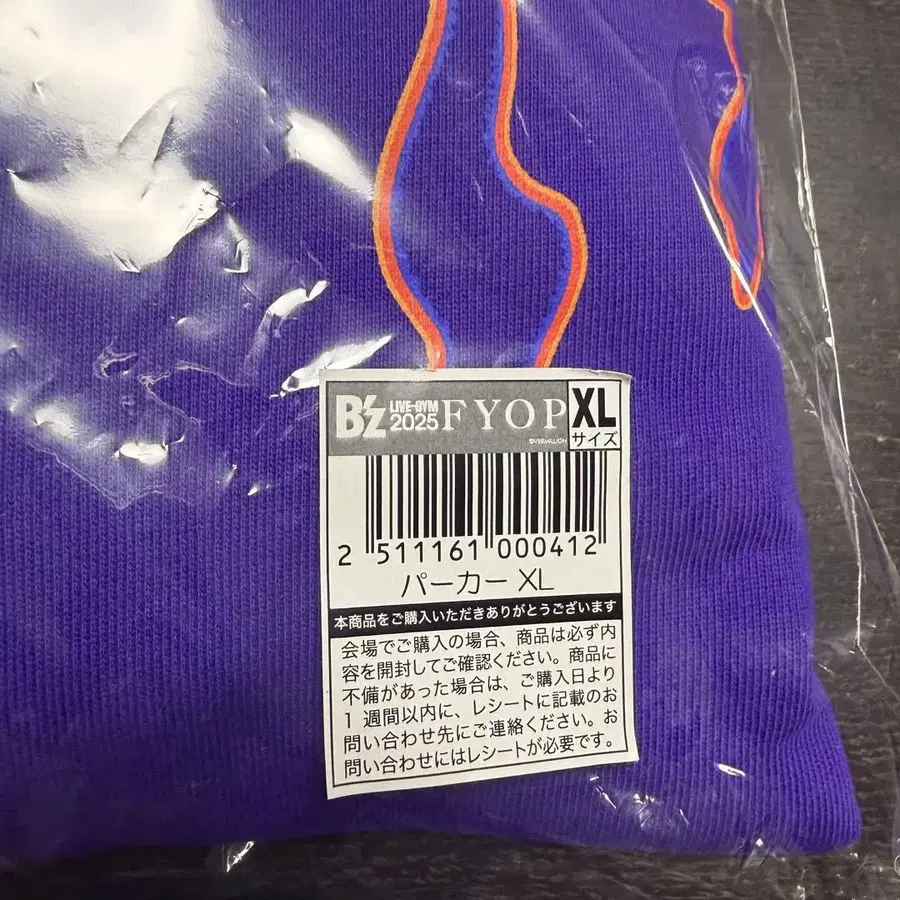 B'z LIVE-GYM 2025 FYOP XL
サイズ
©VERMILLION
2 511161 000412
パーカー XL
本商品をご購入いただきありがとうございます
会場でご購入の場合、商品は必ず内
容を開封してご確認ください。商品に
不備があった場合は、ご購入日より
1 週間以内に、レシートに記載のお
問い合わせ先にご連絡ください。お
問い合わせにはレシートが必要です。